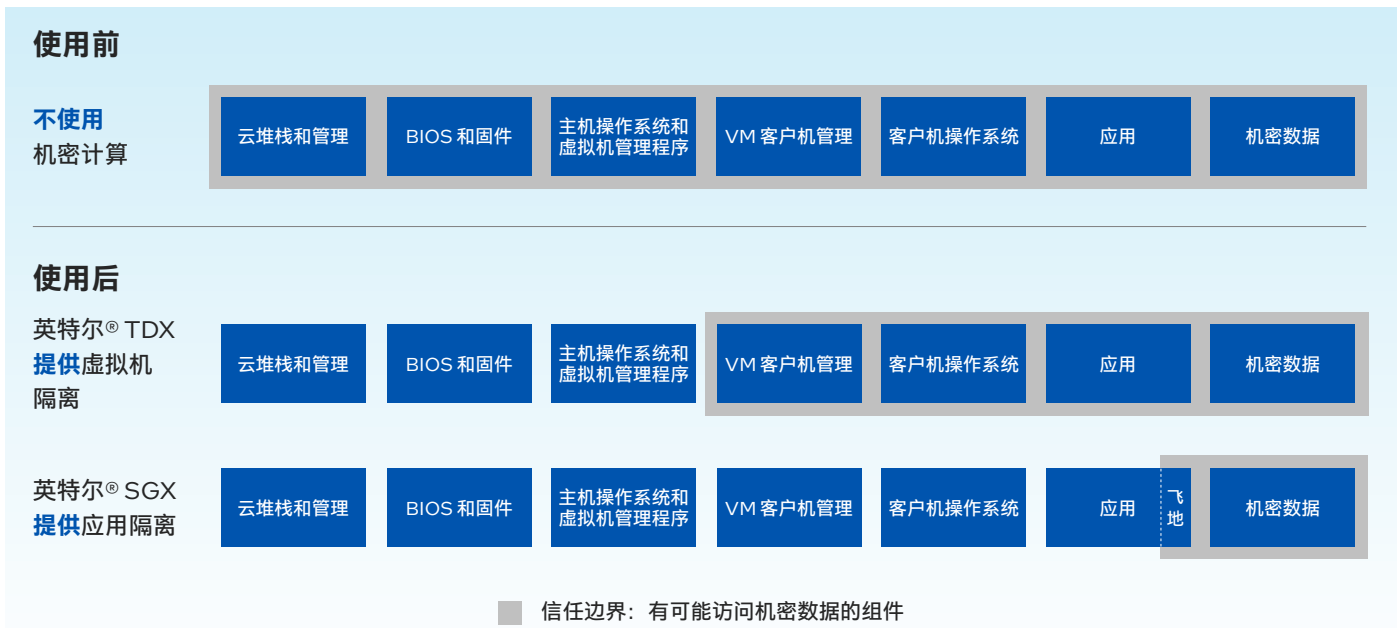 使用前
不使用
机密计算
云堆栈和管理
BIOS 和固件
主机操作系统和
虚拟机管理程序
VM 客户机管理
客户机操作系统
应用
机密数据
使用后
英特尔® TDX
提供虚拟机
隔离
云堆栈和管理
BIOS 和固件
主机操作系统和
虚拟机管理程序
VM 客户机管理
客户机操作系统
应用
机密数据
英特尔® SGX
提供应用隔离
云堆栈和管理
BIOS 和固件
主机操作系统和
虚拟机管理程序
VM 客户机管理
客户机操作系统
应用
飞地
机密数据
信任边界：有可能访问机密数据的组件